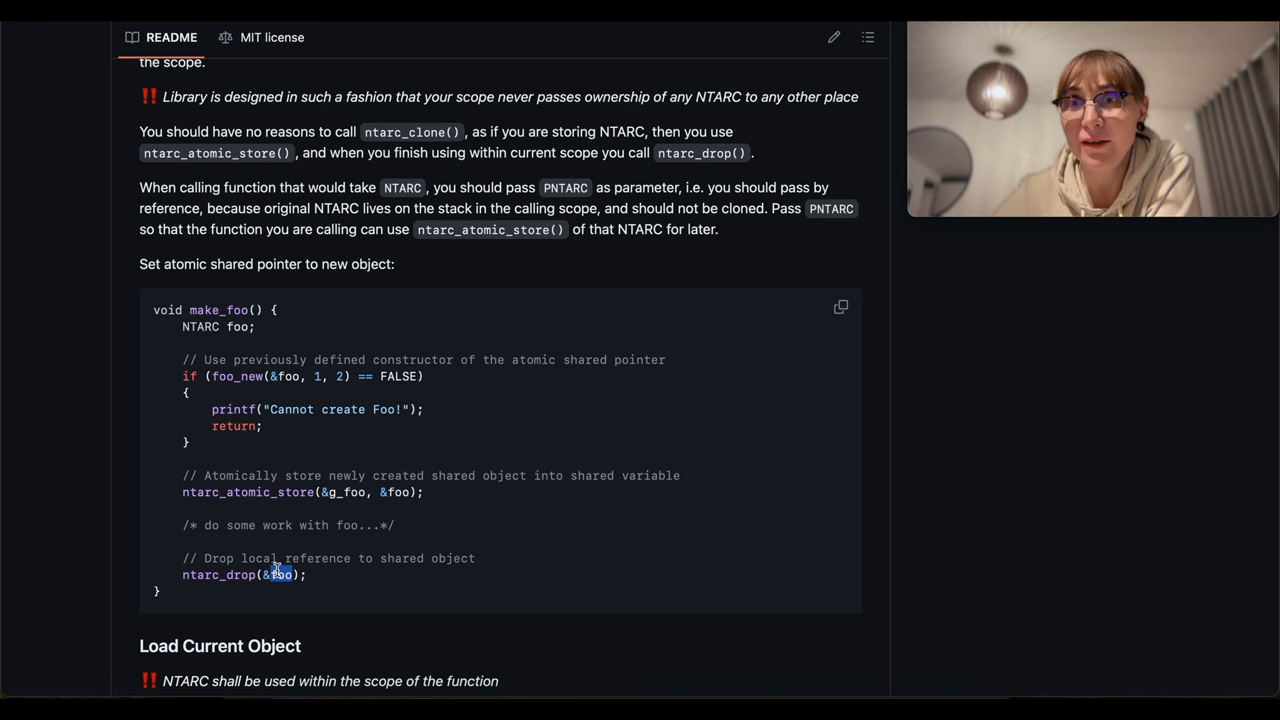 README MIT license
the scope.
‼ Library is designed in such a fashion that your scope never passes ownership of any NTARC to any other place
You should have no reasons to call ntarc_clone(), as if you are storing NTARC, then you use
ntarc_atomic_store(), and when you finish using within current scope you call ntarc_drop().
When calling function that would take NTARC, you should pass PNTARC as parameter, i.e. you should pass by
reference, because original NTARC lives on the stack in the calling scope, and should not be cloned. Pass PNTARC
so that the function you are calling can use ntarc_atomic_store() of that NTARC for later.
Set atomic shared pointer to new object:
void make_foo() {
    NTARC foo;
    // Use previously defined constructor of the atomic shared pointer
    if (foo_new(&foo, 1, 2) == FALSE)
    {
        printf("Cannot create Foo!");
        return;
    }
    // Atomically store newly created shared object into shared variable
    ntarc_atomic_store(&g_foo, &foo);
    /* do some work with foo...*/
    // Drop local reference to shared object
    ntarc_drop(&foo);
}
Load Current Object
‼ NTARC shall be used within the scope of the function